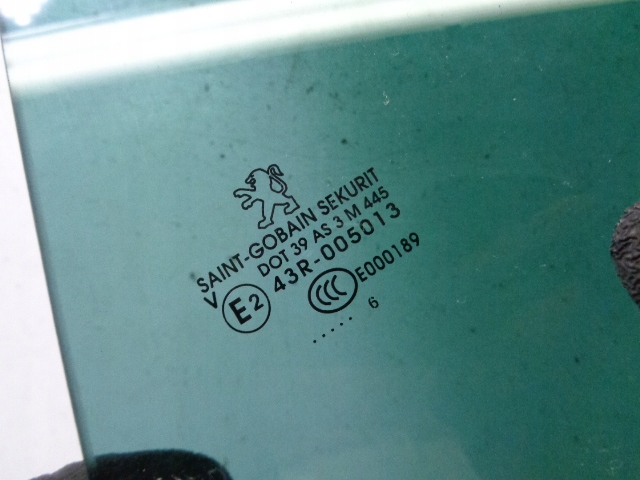 SAINT-GOBAIN SEKURIT
DOT 39 AS 3 M 445
V E2 43R-005013
CCC E000189
..... 6